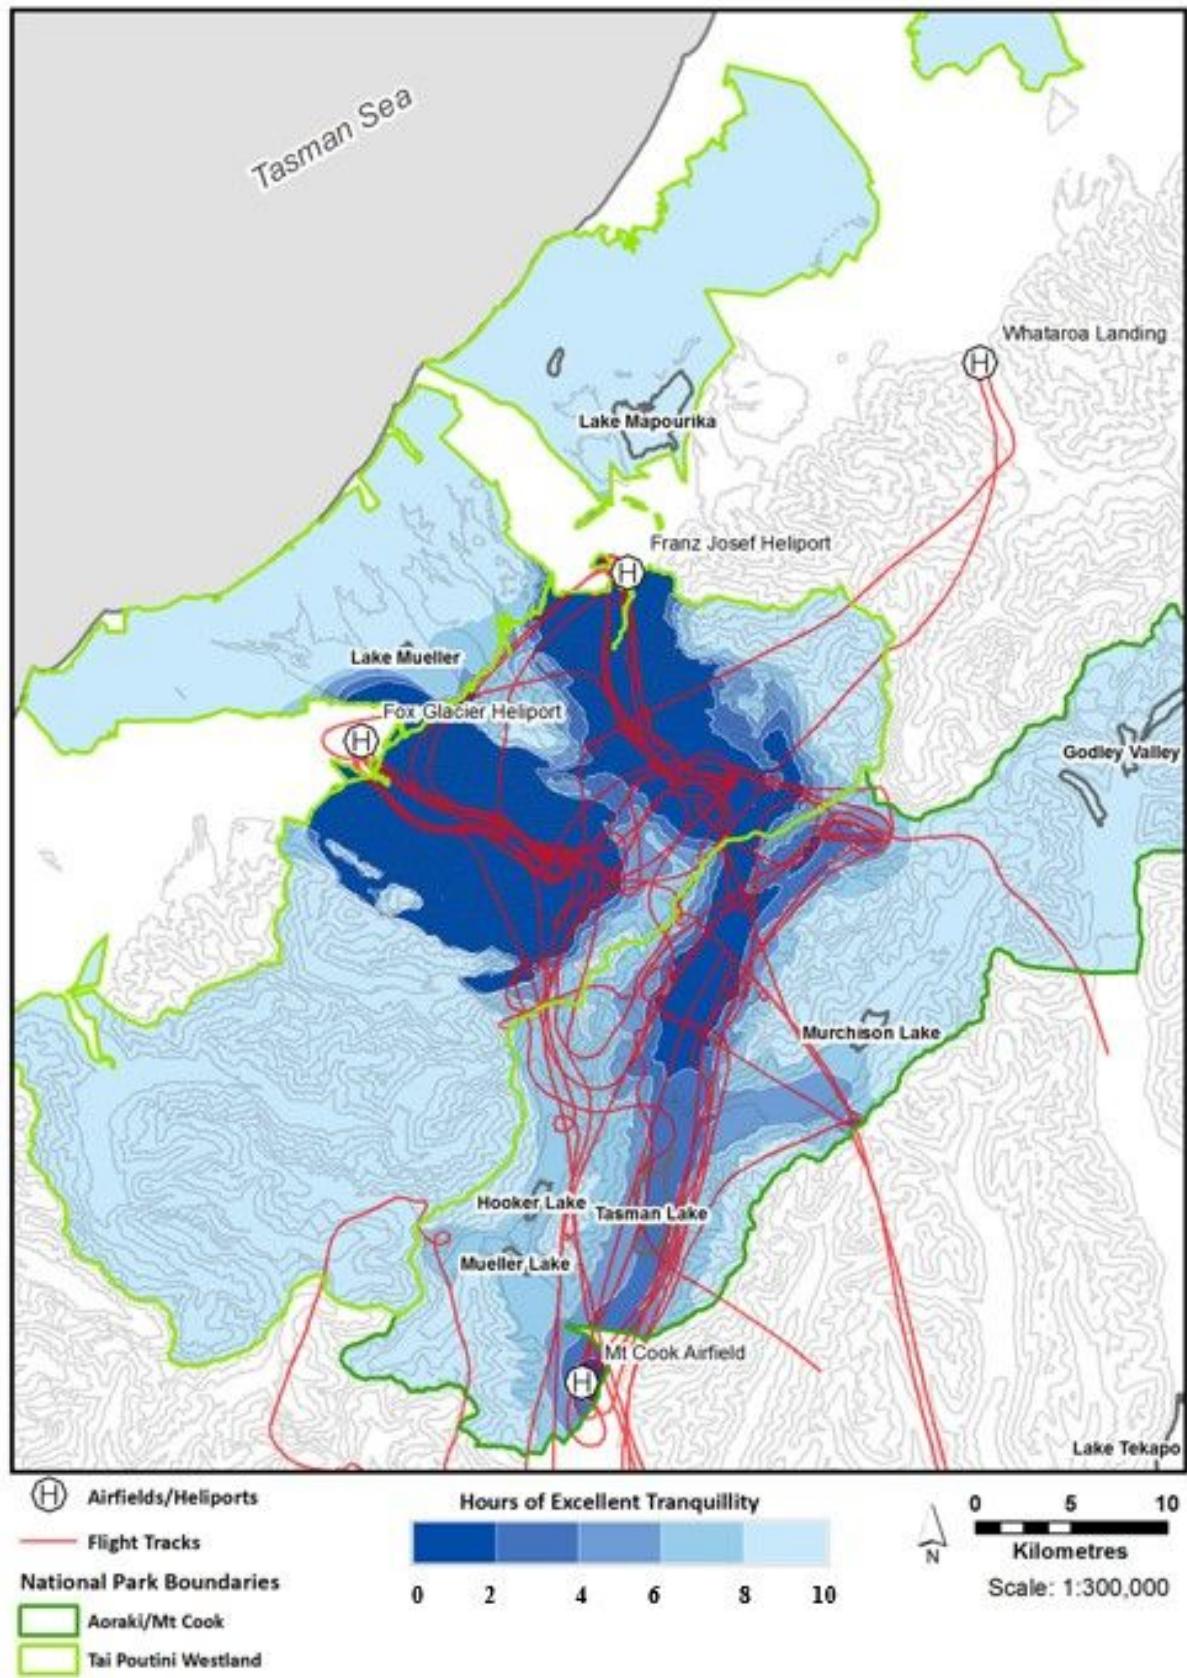 Tasman Sea
Whataroa Landing
H
Lake Mapourika
Franz Josef Heliport
H
Lake Mueller
Fox Glacier Heliport
H
Godley Valley
Murchison Lake
Hooker Lake
Tasman Lake
Mueller Lake
Mt Cook Airfield
H
Lake Tekapo
H Airfields/Heliports
Flight Tracks
National Park Boundaries
Aoraki/Mt Cook
Tai Poutini Westland
Hours of Excellent Tranquillity
0 2 4 6 8 10
N
0 5 10
Kilometres
Scale: 1:300,000